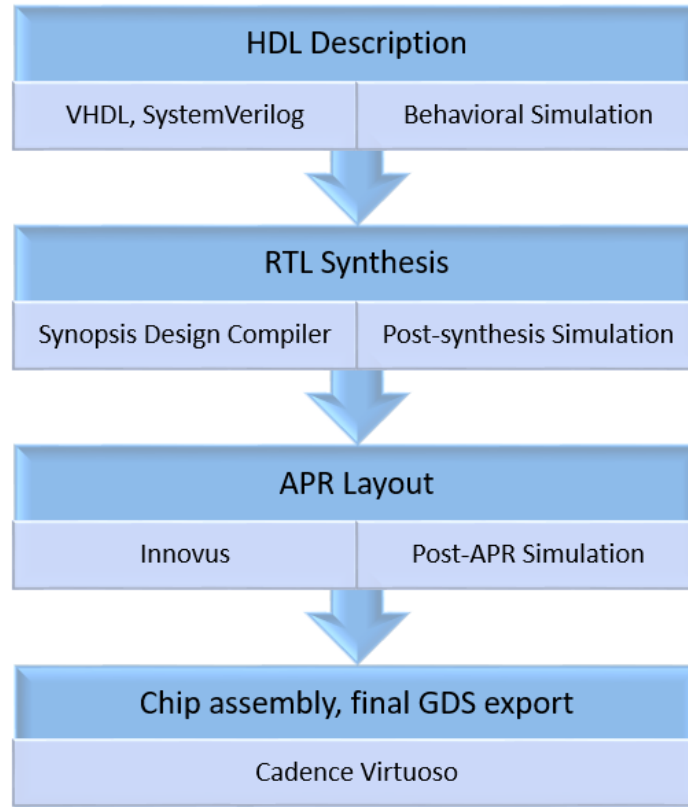 HDL Description
VHDL, SystemVerilog
Behavioral Simulation
RTL Synthesis
Synopsis Design Compiler
Post-synthesis Simulation
APR Layout
Innovus
Post-APR Simulation
Chip assembly, final GDS export
Cadence Virtuoso